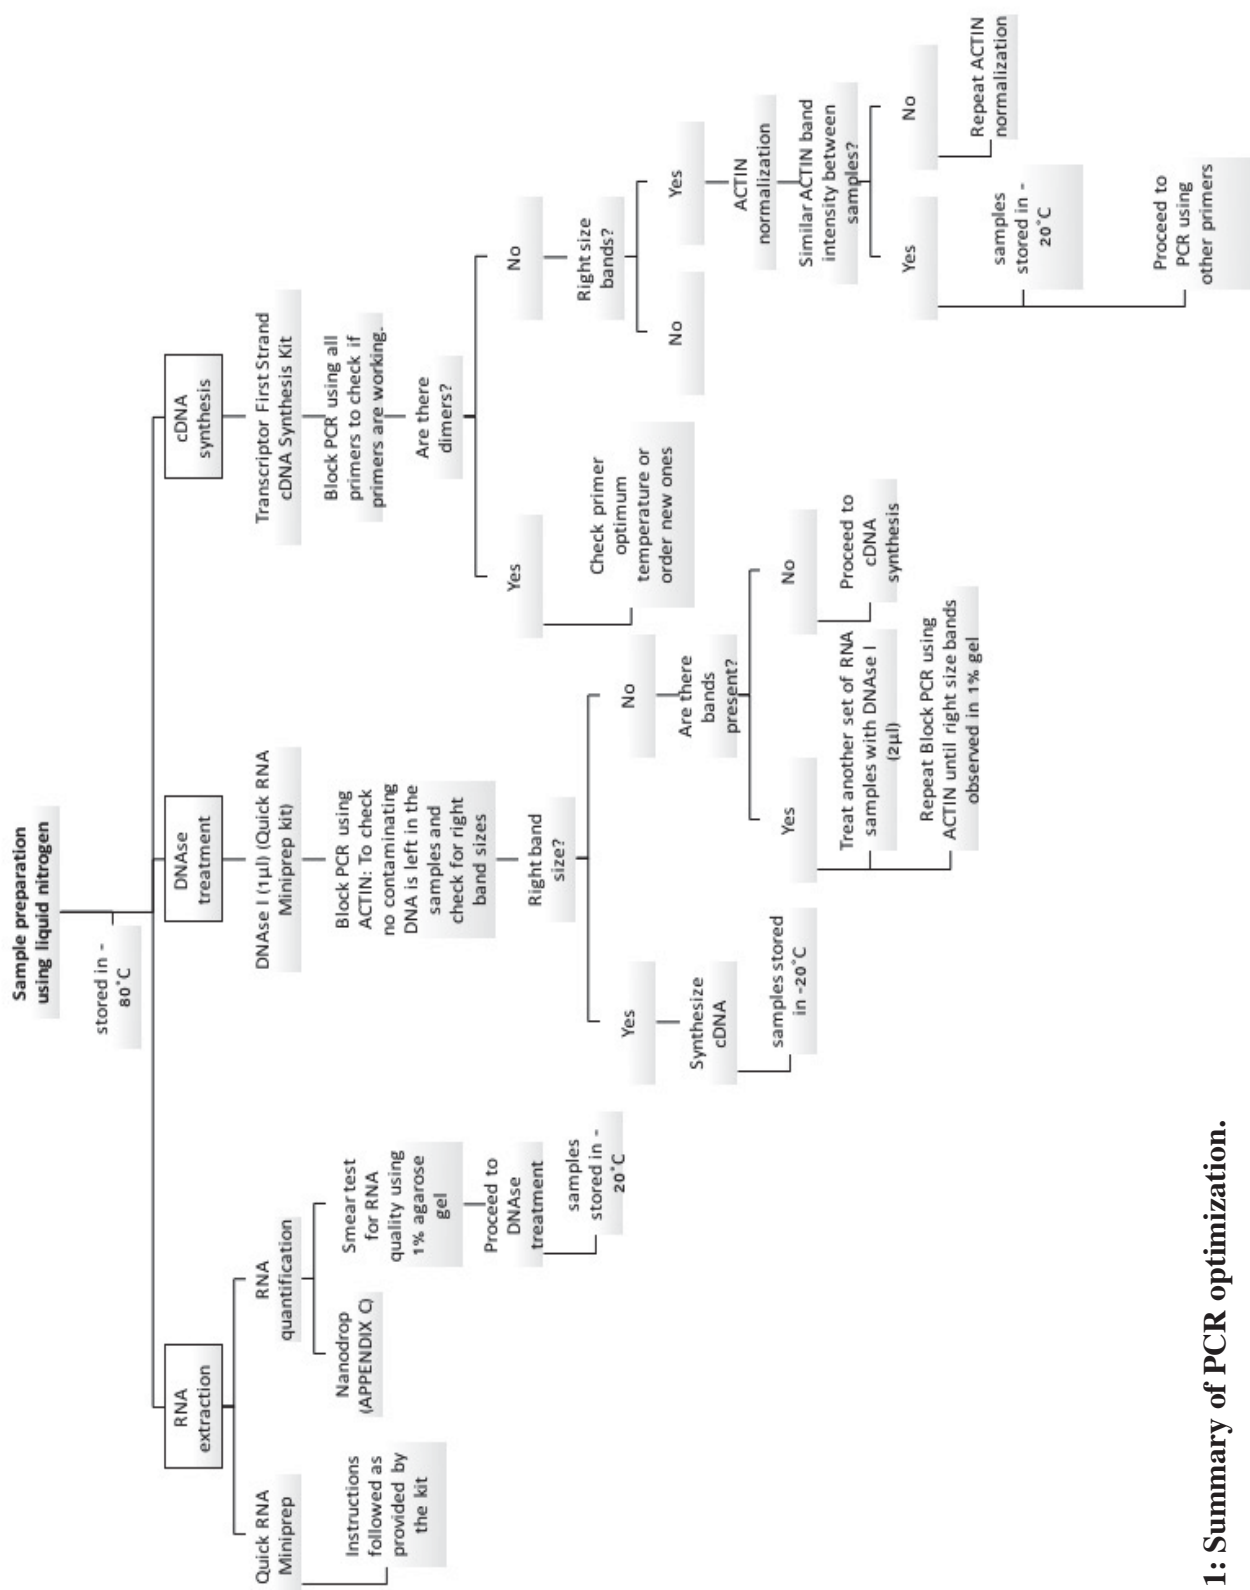 Sample preparation
using liquid nitrogen
stored in -
80˚C
RNA
extraction
Quick RNA
Miniprep
Instructions
followed as
provided by
the kit
RNA
quantification
Nanodrop
(APPENDIX C)
Smear test
for RNA
quality using
1% agarose
gel
Proceed to
DNAse
treatment
samples
stored in -
20˚C
DNAse
treatment
DNAse I (1µl) (Quick RNA
Miniprep kit)
Block PCR using
ACTIN: To check
no contaminating
DNA is left in the
samples and
check for right
band sizes
Right band
size?
Yes
Synthesize
cDNA
samples stored
in -20˚C
No
Are there
bands
present?
Yes
Treat another set of RNA
samples with DNAse I
(2µl)
Repeat Block PCR using
ACTIN until right size bands
observed in 1% gel
No
Proceed to
cDNA
synthesis
cDNA
synthesis
Transcriptor First Strand
cDNA Synthesis Kit
Block PCR using all
primers to check if
primers are working.
Are there
dimers?
Yes
Check primer
optimum
temperature or
order new ones
No
Right size
bands?
No
Yes
ACTIN
normalization
Similar ACTIN band
intensity between
samples?
Yes
samples
stored in -
20˚C
Proceed to
PCR using
other primers
No
Repeat ACTIN
normalization
1: Summary of PCR optimization.